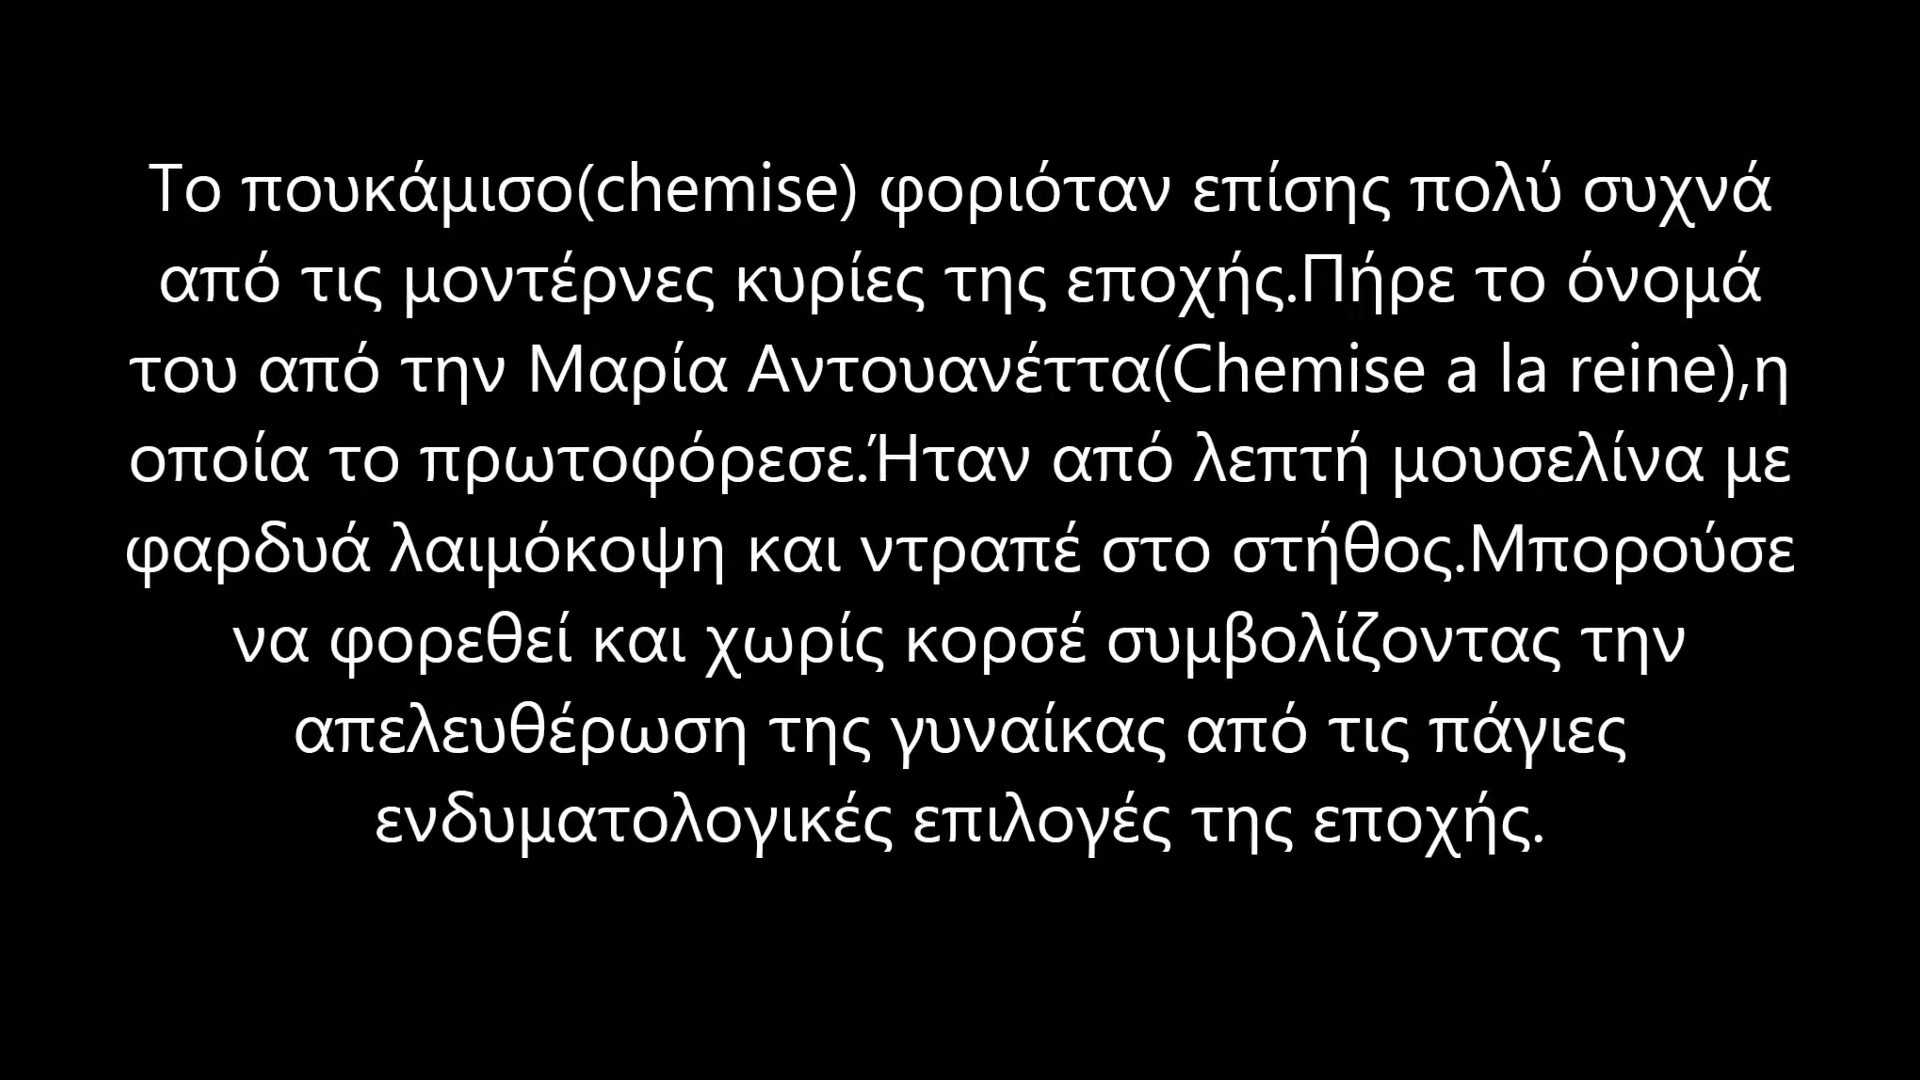 Το πουκάμισο(chemise) φοριόταν επίσης πολύ συχνά
από τις μοντέρνες κυρίες της εποχής.Πήρε το όνομά
του από την Μαρία Αντουανέττα(Chemise a la reine),η
οποία το πρωτοφόρεσε.Ήταν από λεπτή μουσελίνα με
φαρδυά λαιμόκοψη και ντραπέ στο στήθος.Μπορούσε
να φορεθεί και χωρίς κορσέ συμβολίζοντας την
απελευθέρωση της γυναίκας από τις πάγιες
ενδυματολογικές επιλογές της εποχής.